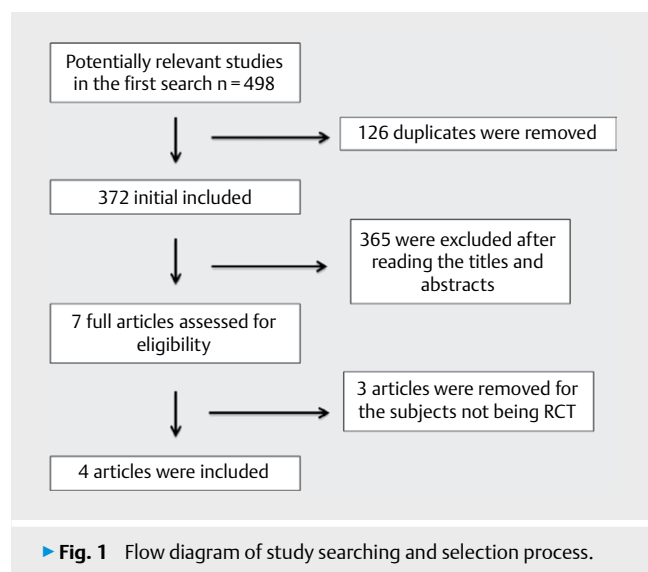 Potentially relevant studies
in the first search n = 498
126 duplicates were removed
372 initial included
365 were excluded after
reading the titles and
abstracts
7 full articles assessed for
eligibility
3 articles were removed for
the subjects not being RCT
4 articles were included
▶ Fig. 1 Flow diagram of study searching and selection process.